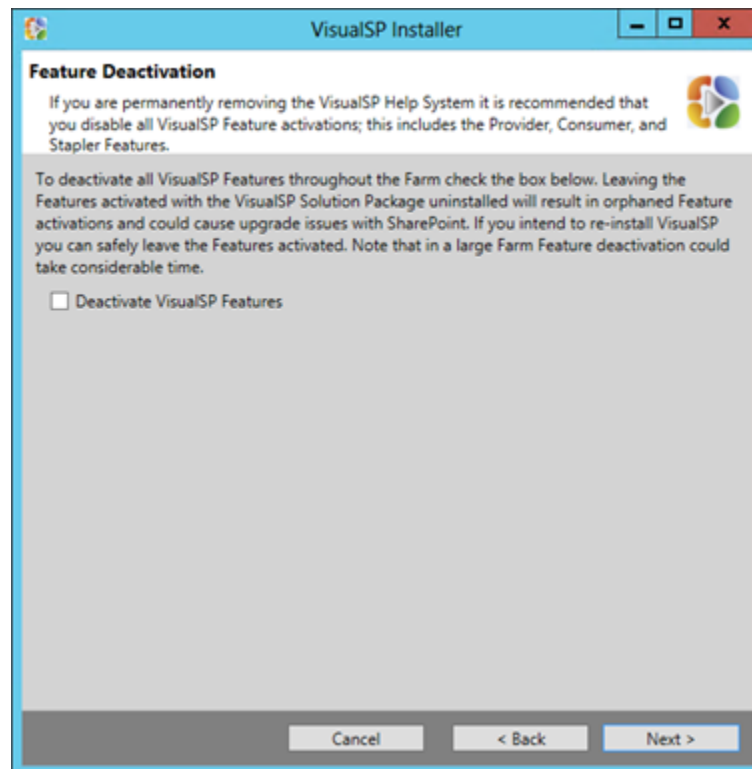 VisualSP Installer
Feature Deactivation
If you are permanently removing the VisualSP Help System it is recommended that
you disable all VisualSP Feature activations; this includes the Provider, Consumer, and
Stapler Features.
To deactivate all VisualSP Features throughout the Farm check the box below. Leaving the
Features activated with the VisualSP Solution Package uninstalled will result in orphaned Feature
activations and could cause upgrade issues with SharePoint. If you intend to re-install VisualSP
you can safely leave the Features activated. Note that in a large Farm Feature deactivation could
take considerable time.
Deactivate VisualSP Features
Cancel
< Back
Next >